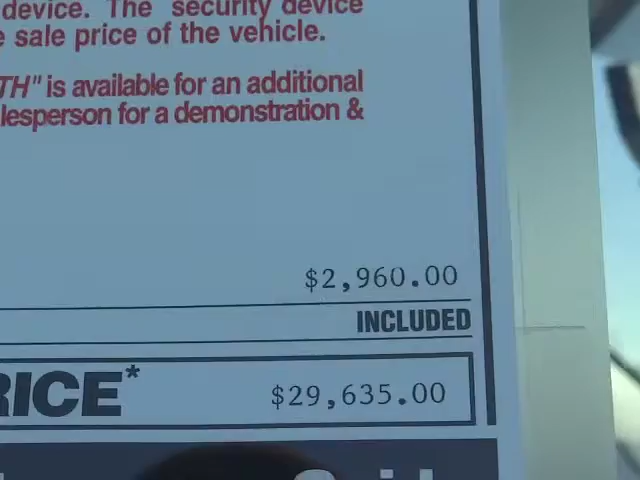 device. The security device
sale price of the vehicle.
TH" is available for an additional
lesperson for a demonstration &
$2,960.00
INCLUDED
RICE*
$29,635.00